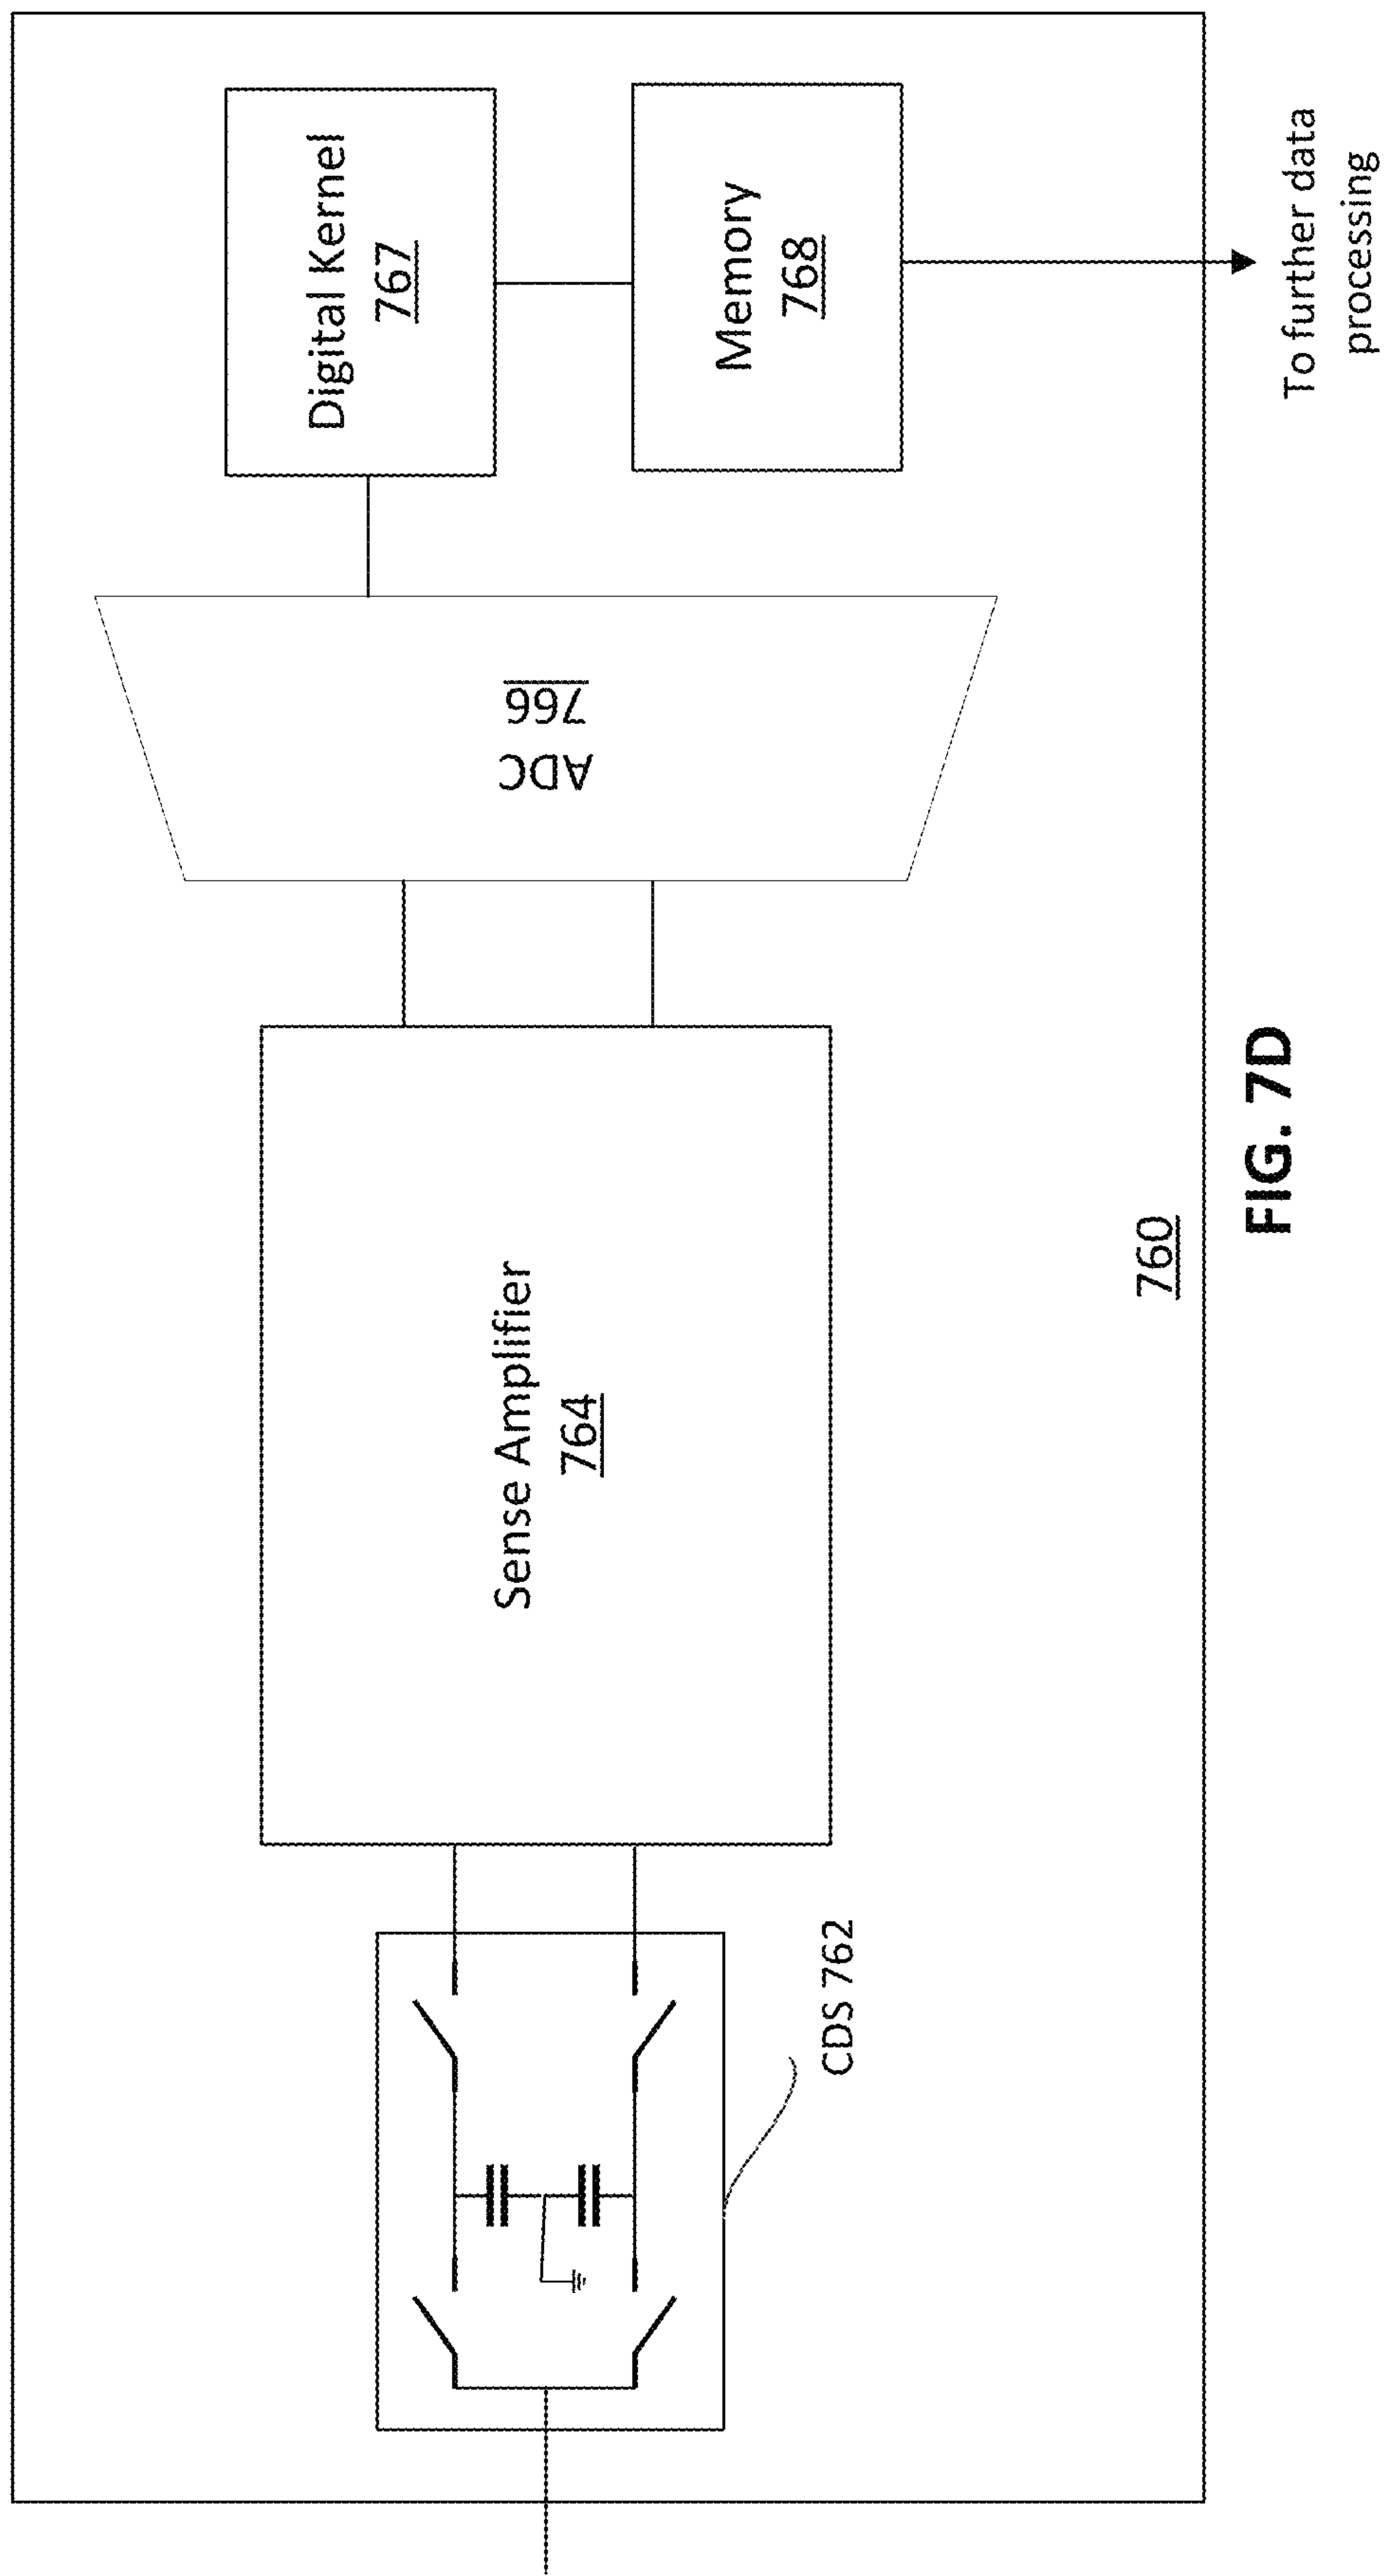 CDS 762
Sense Amplifier
764
ADC
766
Digital Kernel
767
Memory
768
To further data
processing
760
FIG. 7D